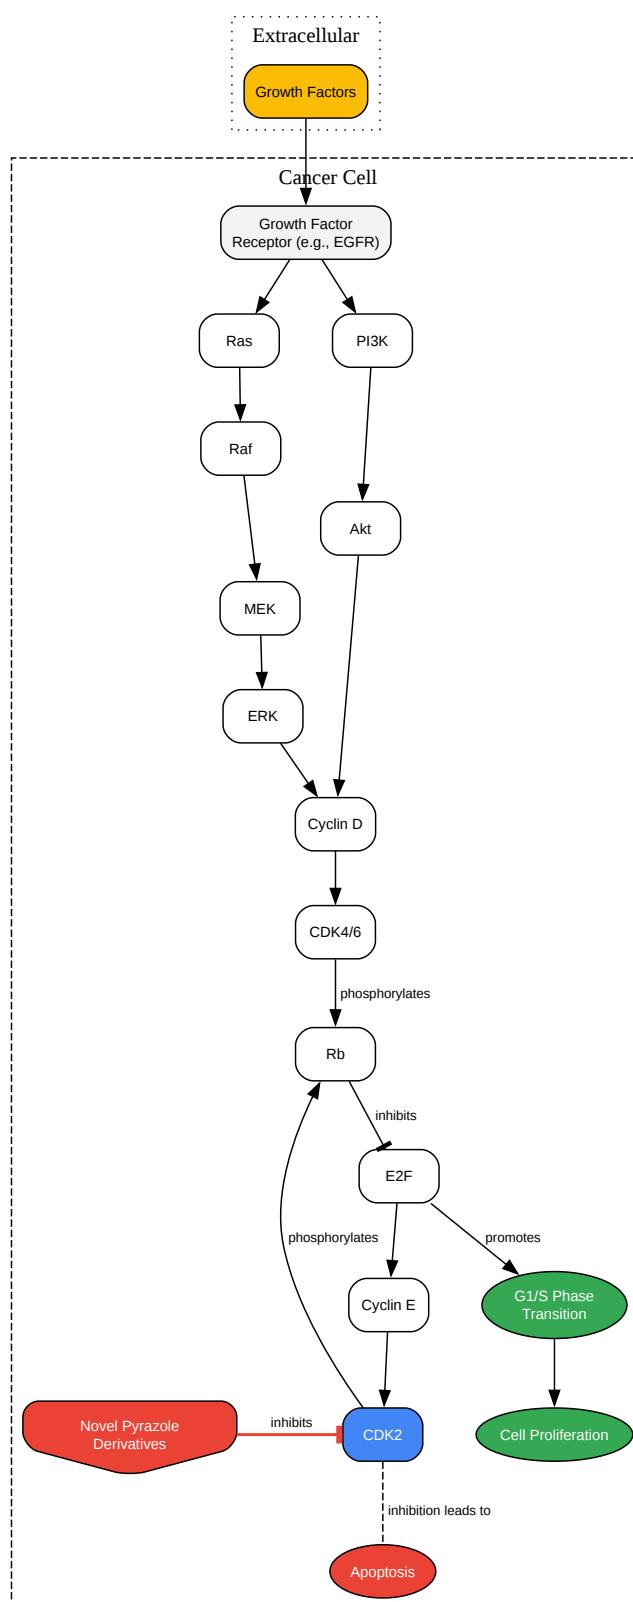 Extracellular
Growth Factors
Cancer Cell
Growth Factor
Receptor (e.g., EGFR)
Ras
PI3K
Raf
Akt
MEK
ERK
Cyclin D
CDK4/6
phosphorylates
Rb
inhibits
E2F
phosphorylates
promotes
Cyclin E
G1/S Phase
Transition
Novel Pyrazole
Derivatives
inhibits
CDK2
Cell Proliferation
inhibition leads to
Apoptosis